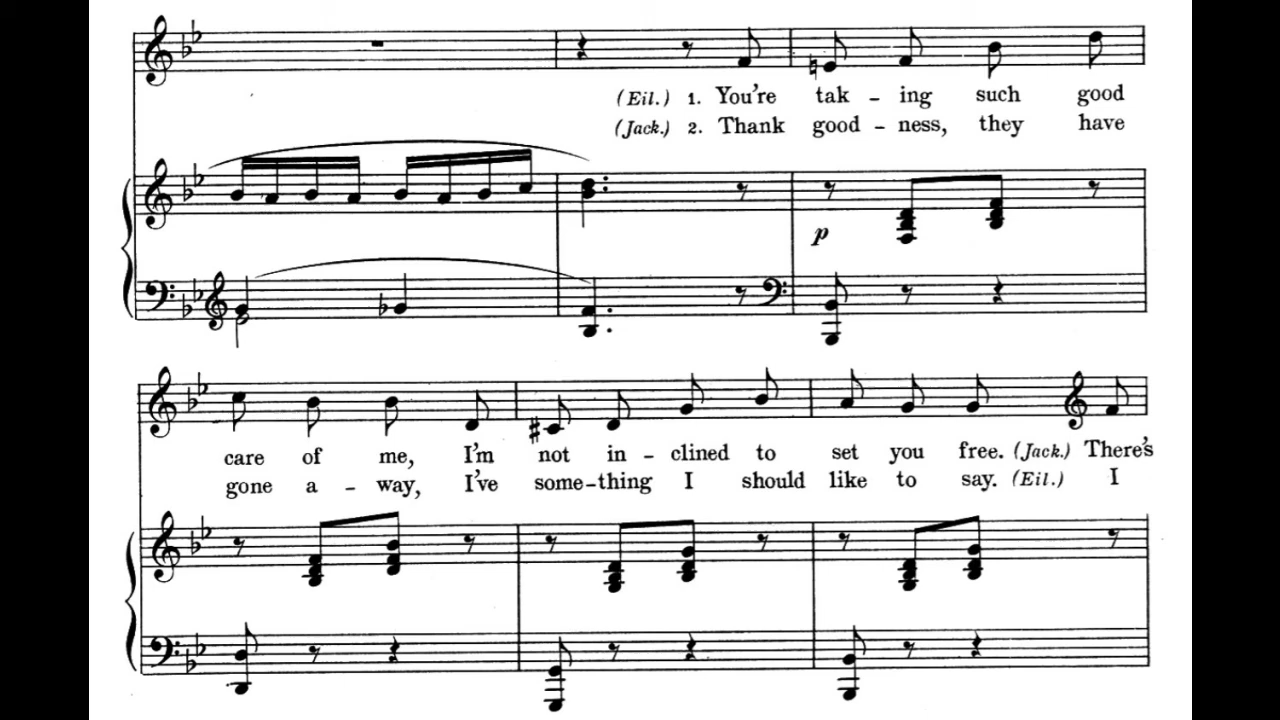 (Eil.) 1. You're tak - ing such good
(Jack.) 2. Thank good - ness, they have
p
care of me, I'm not in - clined to set you free. (Jack.) There's
gone a - way, I've some - thing I should like to say. (Eil.) I